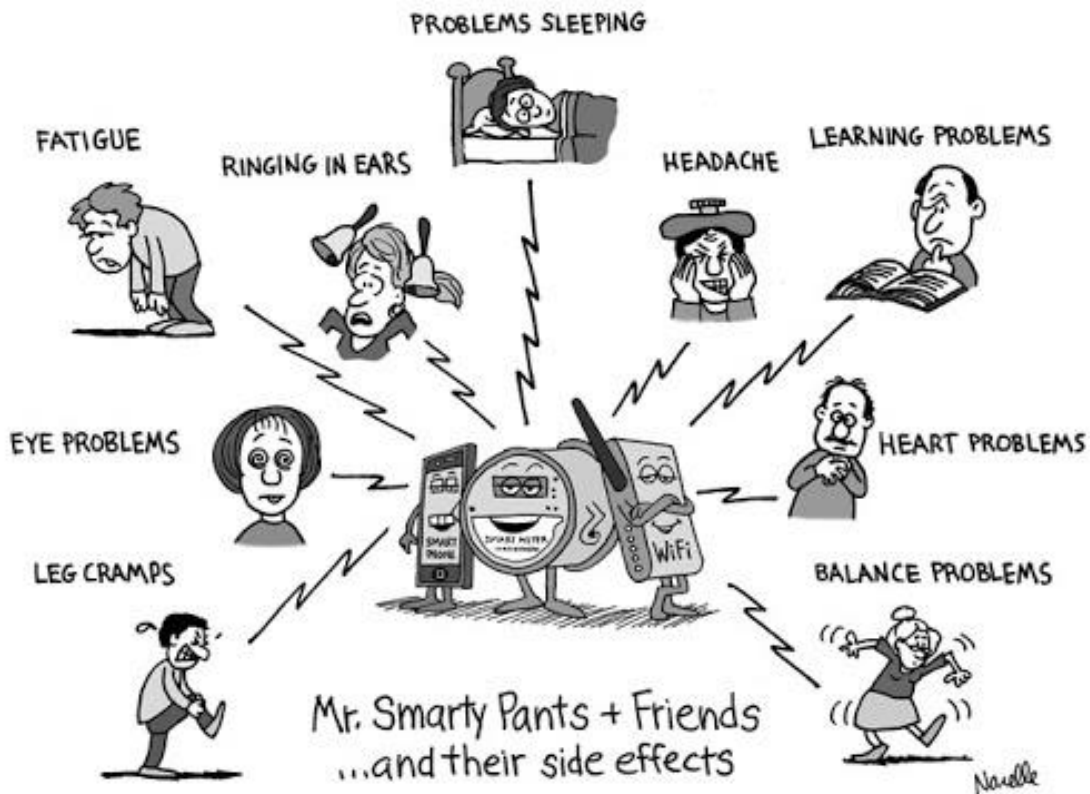 PROBLEMS SLEEPING
FATIGUE
RINGING IN EARS
HEADACHE
LEARNING PROBLEMS
EYE PROBLEMS
HEART PROBLEMS
SMART
PHONE
SMART METER
WiFi
LEG CRAMPS
BALANCE PROBLEMS
Mr. Smarty Pants + Friends
...and their side effects
Narelle